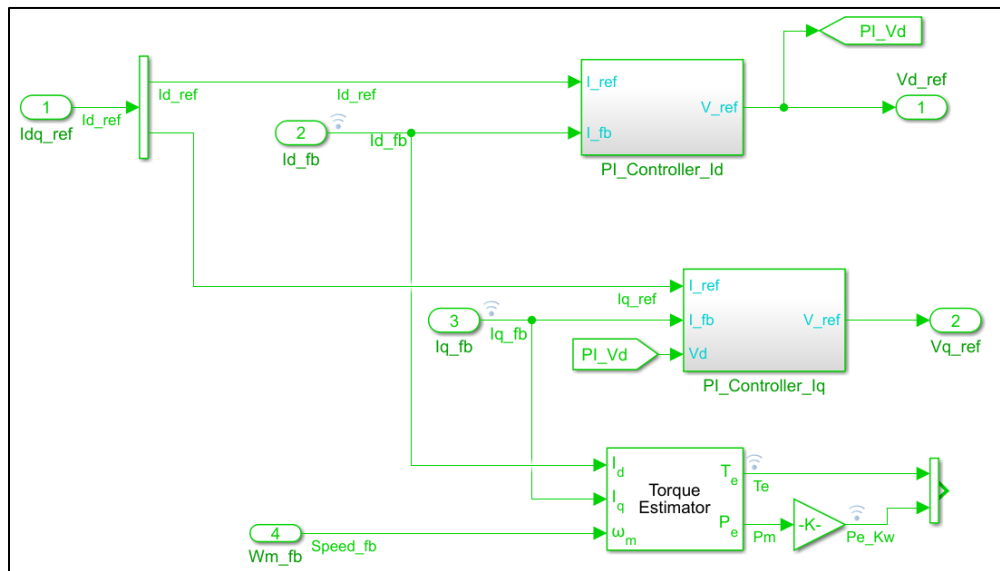 PI_Vd
Vd_ref
1
Id_ref
Id_ref
I_ref
V_ref
1
Id_ref
Idq_ref
2
Id_fb
Id_fb
I_fb
PI_Controller_Id
I_ref
Iq_ref
3
Iq_fb
Iq_fb
I_fb
V_ref
2
Vq_ref
PI_Vd
Vd
PI_Controller_Iq
Id
Iq
ωm
Torque
Estimator
Te
Pe
Te
Pm
-K-
Pe_Kw
4
Wm_fb
Speed_fb